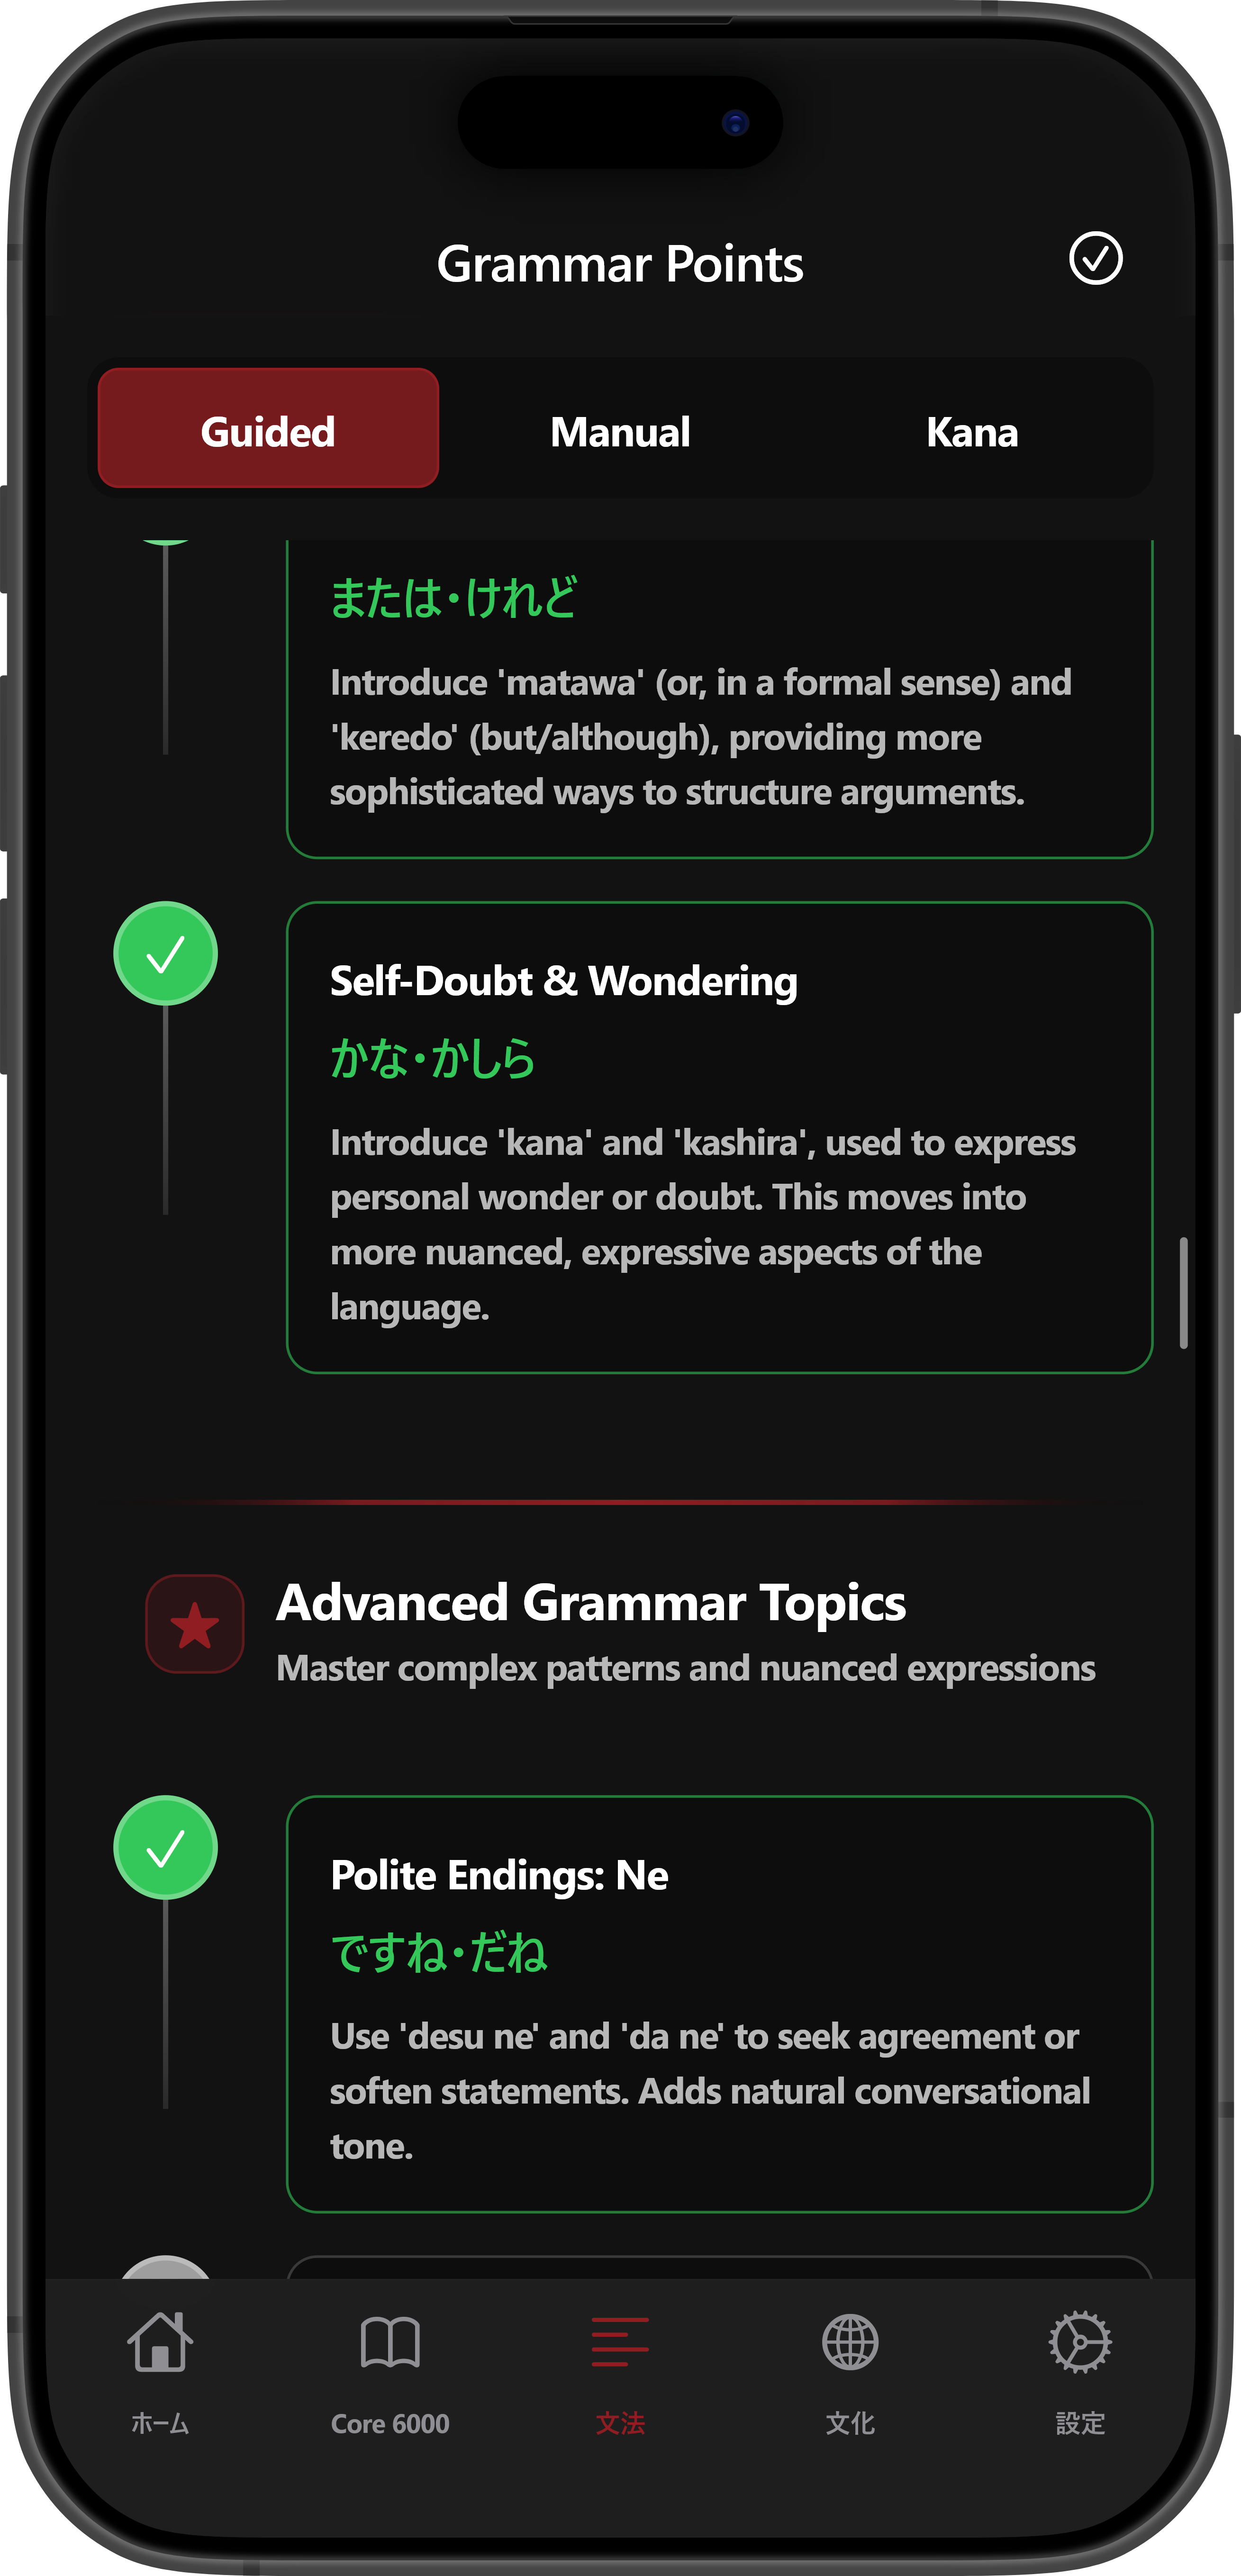 Grammar Points
Guided
Manual
Kana
または・けれど
Introduce 'matawa' (or, in a formal sense) and
'keredo' (but/although), providing more
sophisticated ways to structure arguments.
Self-Doubt & Wondering
かな・かしら
Introduce 'kana' and 'kashira', used to express
personal wonder or doubt. This moves into
more nuanced, expressive aspects of the
language.
Advanced Grammar Topics
Master complex patterns and nuanced expressions
Polite Endings: Ne
ですね・だね
Use 'desu ne' and 'da ne' to seek agreement or
soften statements. Adds natural conversational
tone.
ホーム
Core 6000
文法
文化
設定